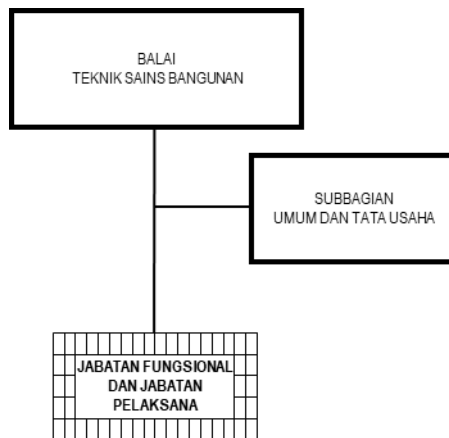 BALAI
TEKNIK SAINS BANGUNAN
SUBBAGIAN
UMUM DAN TATA USAHA
JABATAN FUNGSIONAL
DAN JABATAN
PELAKSANA